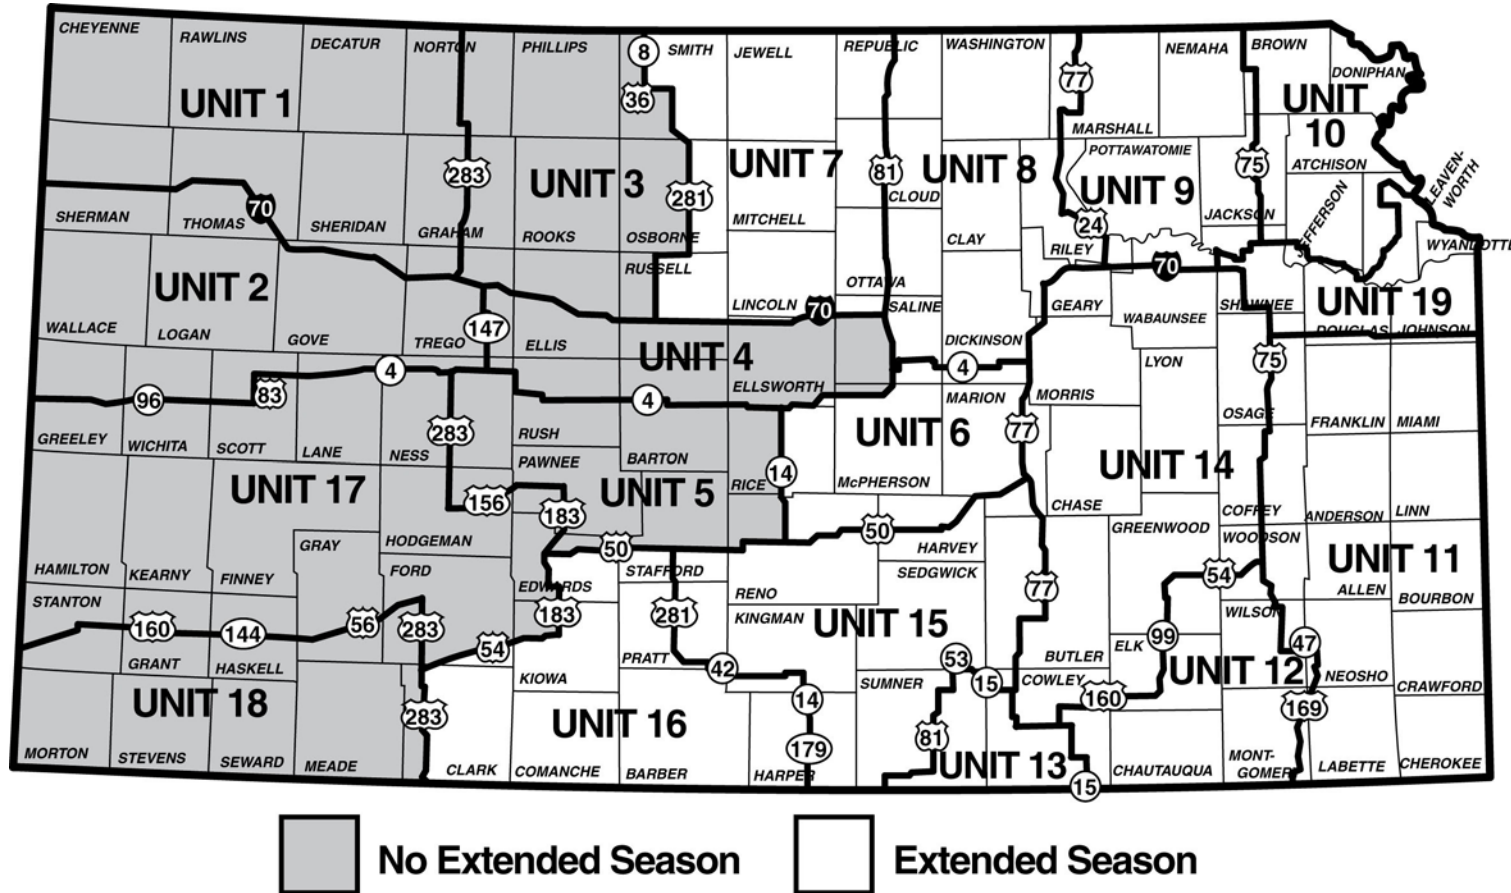 CHEYENNE
RAWLINS
DECATUR
NORTON
PHILLIPS
8
SMITH
JEWELL
REPUBLIC
WASHINGTON
NEMAHA
BROWN
DONIPHAN
77
36
UNIT 1
UNIT
10
MARSHALL
POTTAWATOMIE
ATCHISON
LEAVEN-
WORTH
283
UNIT 3
281
UNIT 7
81
UNIT 8
UNIT 9
75
CLOUD
JEFFERSON
SHERMAN
THOMAS
70
SHERIDAN
GRAHAM
ROOKS
OSBORNE
MITCHELL
CLAY
24
RILEY
JACKSON
WYANDOTTE
RUSSELL
70
UNIT 2
OTTAWA
LINCOLN
70
SALINE
GEARY
WABAUNSEE
SHAWNEE
UNIT 19
WALLACE
LOGAN
GOVE
TREGO
147
ELLIS
DICKINSON
DOUGLAS
JOHNSON
UNIT 4
75
LYON
4
4
96
83
4
ELLSWORTH
MARION
MORRIS
OSAGE
FRANKLIN
MIAMI
GREELEY
WICHITA
SCOTT
LANE
NESS
283
RUSH
PAWNEE
BARTON
UNIT 6
77
14
UNIT 14
UNIT 17
156
183
UNIT 5
RICE
McPHERSON
CHASE
COFFEY
ANDERSON
LINN
GREENWOOD
WOODSON
GRAY
HODGEMAN
50
50
HARVEY
UNIT 11
HAMILTON
KEARNY
FINNEY
FORD
EDWARDS
STAFFORD
SEDGWICK
54
ALLEN
BOURBON
STANTON
RENO
77
WILSON
160
144
56
283
183
281
KINGMAN
UNIT 15
99
47
GRANT
HASKELL
54
PRATT
42
53
BUTLER
ELK
UNIT 12
NEOSHO
CRAWFORD
KIOWA
SUMNER
15
COWLEY
160
169
UNIT 18
283
UNIT 16
14
81
179
MORTON
STEVENS
SEWARD
MEADE
CLARK
COMANCHE
BARBER
HARPER
UNIT 13
15
CHAUTAUQUA
MONT-
GOMERY
LABETTE
CHEROKEE
No Extended Season
Extended Season